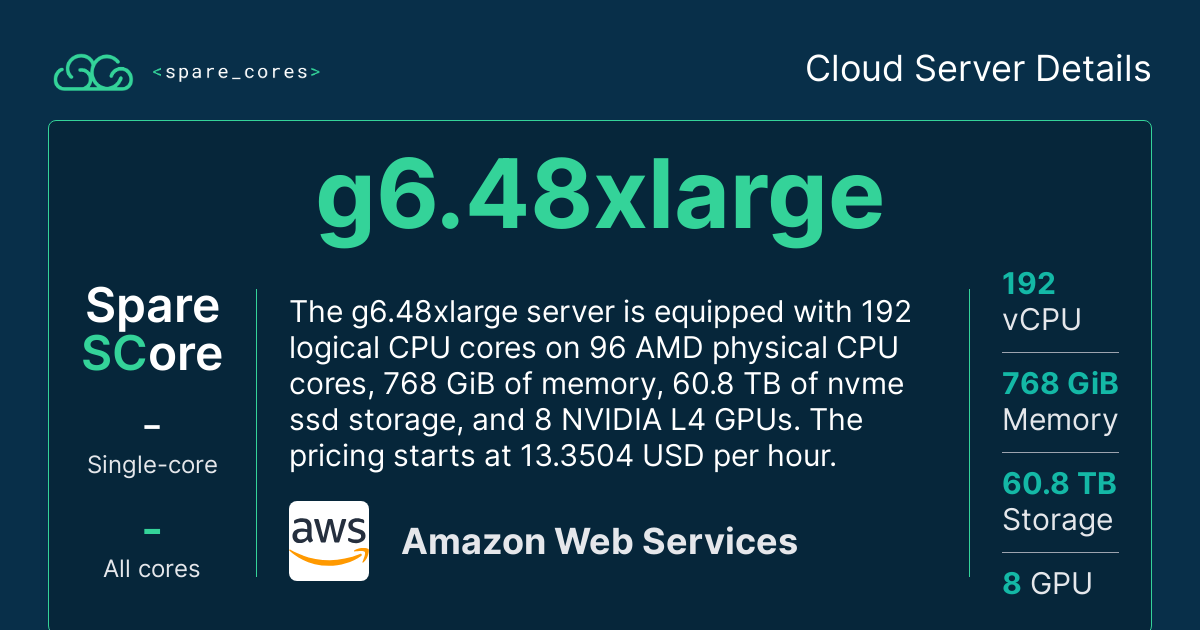 <spare_cores>
Cloud Server Details
g6.48xlarge
Spare
SCore
–
Single-core
–
All cores
The g6.48xlarge server is equipped with 192
logical CPU cores on 96 AMD physical CPU
cores, 768 GiB of memory, 60.8 TB of nvme
ssd storage, and 8 NVIDIA L4 GPUs. The
pricing starts at 13.3504 USD per hour.
aws
Amazon Web Services
192
vCPU
768 GiB
Memory
60.8 TB
Storage
8 GPU